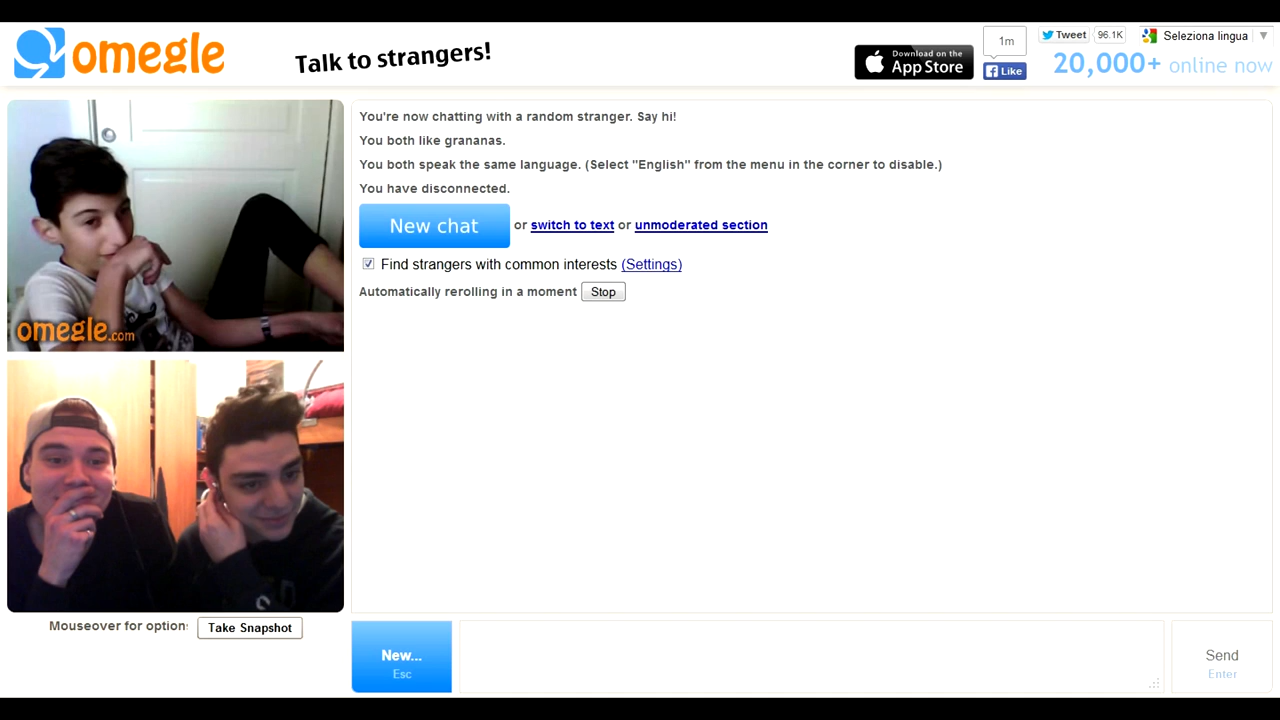 omegle
Talk to strangers!
Download on the
App Store
1m
Like
Tweet
96.1K
Seleziona lingua
20,000+ online now
omegle.com
You're now chatting with a random stranger. Say hi!
You both like grananas.
You both speak the same language. (Select "English" from the menu in the corner to disable.)
You have disconnected.
New chat or switch to text or unmoderated section
Find strangers with common interests (Settings)
Automatically rerolling in a moment Stop
Mouseover for option
Take Snapshot
New...
Esc
Send
Enter